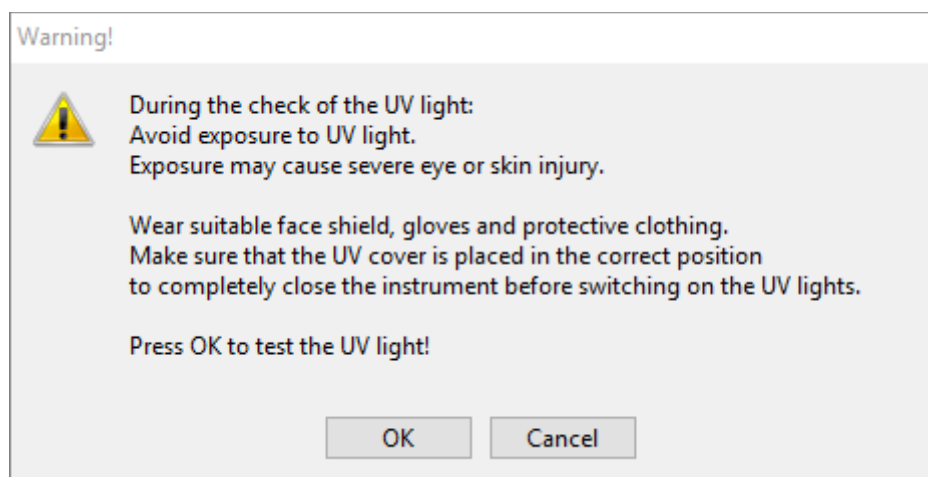 Warning!
During the check of the UV light:
Avoid exposure to UV light.
Exposure may cause severe eye or skin injury.
Wear suitable face shield, gloves and protective clothing.
Make sure that the UV cover is placed in the correct position
to completely close the instrument before switching on the UV lights.
Press OK to test the UV light!
OK
Cancel